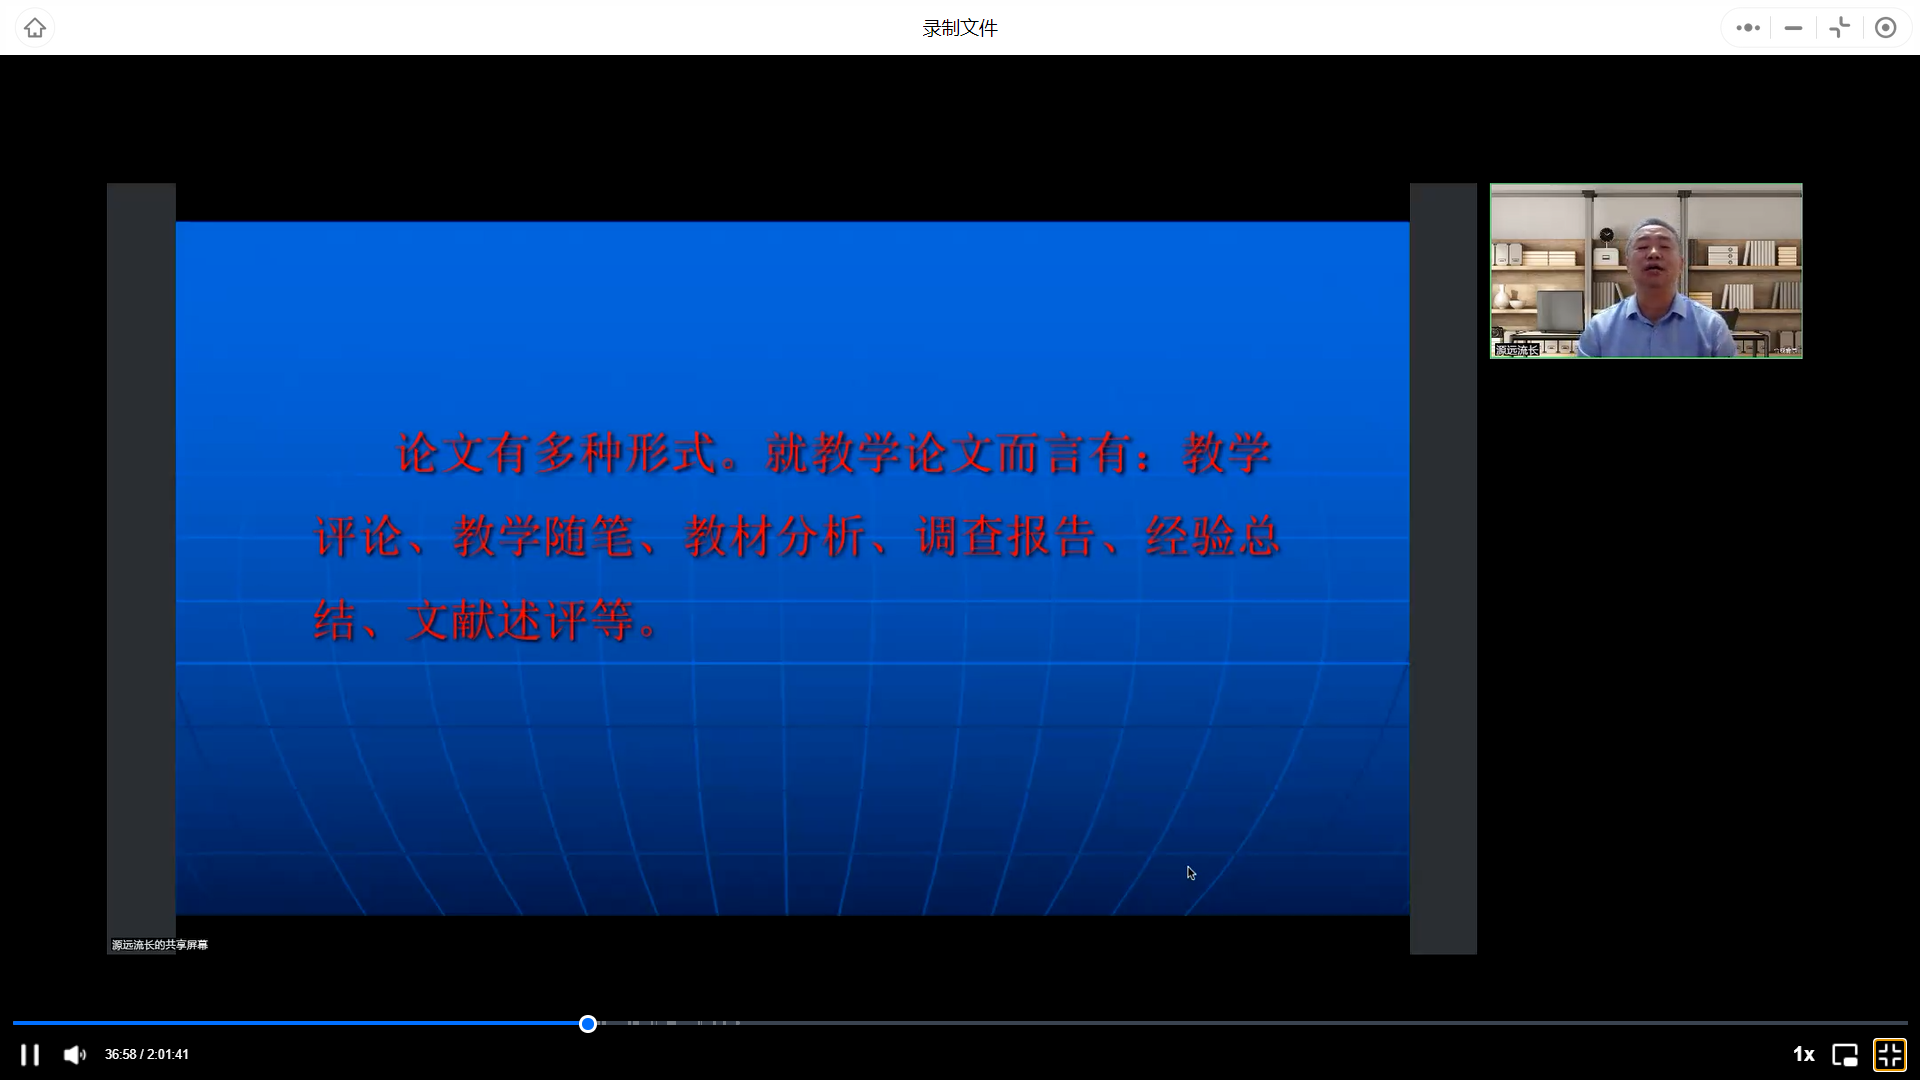 录制文件
论文有多种形式。就教学论文而言有：教学
评论、教学随笔、教材分析、调查报告、经验总
结、文献述评等。
源远流长
源远流长的共享屏幕
36:58 / 2:01:41
1x